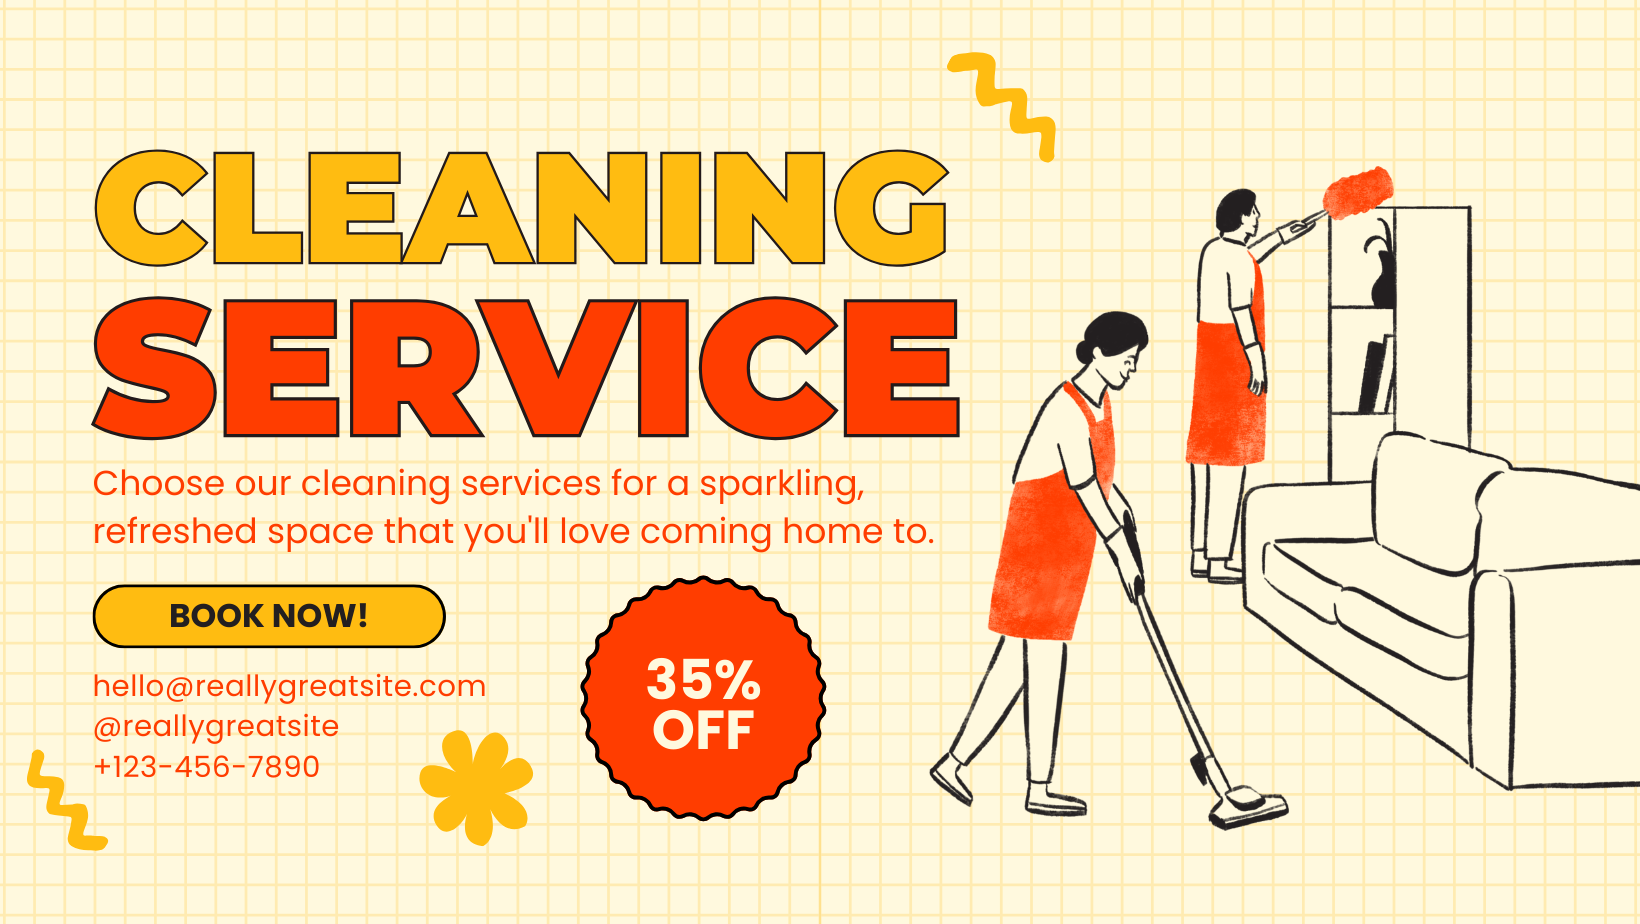 CLEANING
SERVICE
Choose our cleaning services for a sparkling,
refreshed space that you'll love coming home to.
BOOK NOW!
hello@reallygreatsite.com
@reallygreatsite
+123-456-7890
35%
OFF